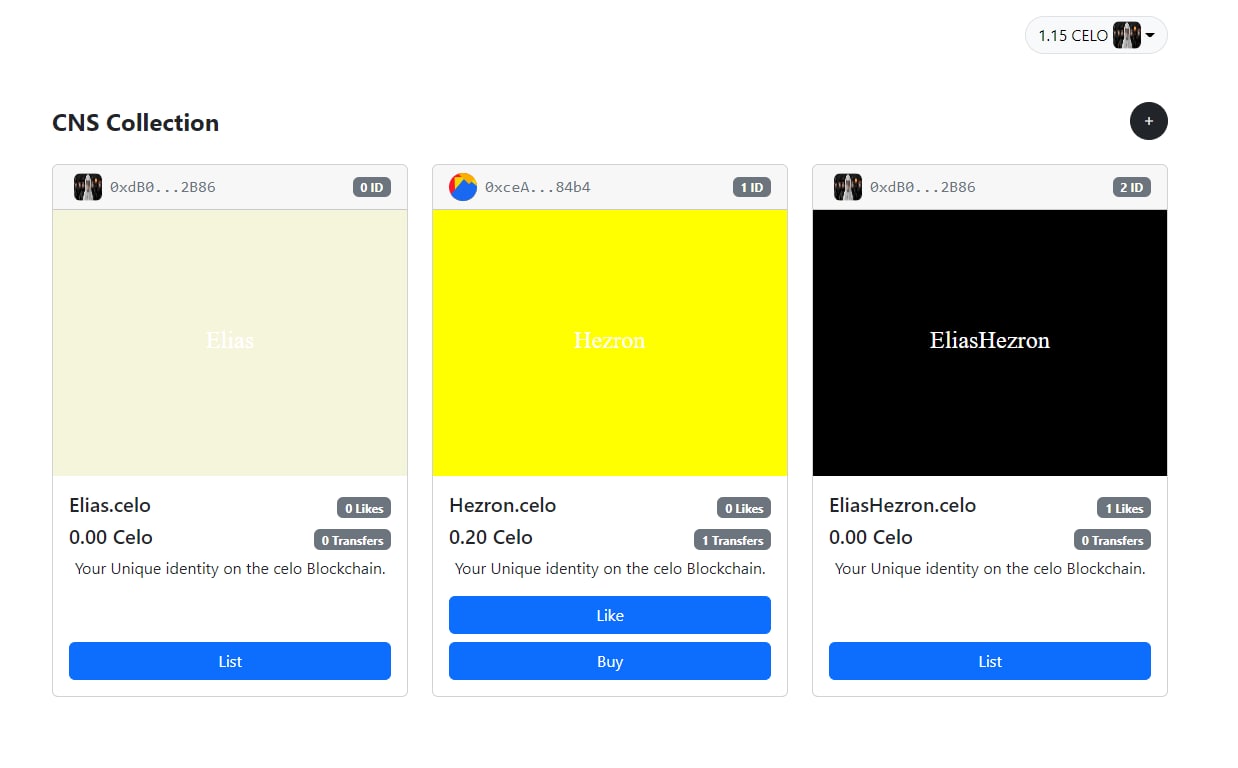 1.15 CELO
CNS Collection
+
0xdB0...2B86
0 ID
Elias
Elias.celo
0 Likes
0.00 Celo
0 Transfers
Your Unique identity on the celo Blockchain.
List
0xceA...84b4
1 ID
Hezron
Hezron.celo
0 Likes
0.20 Celo
1 Transfers
Your Unique identity on the celo Blockchain.
Like
Buy
0xdB0...2B86
2 ID
EliasHezron
EliasHezron.celo
1 Likes
0.00 Celo
0 Transfers
Your Unique identity on the celo Blockchain.
List